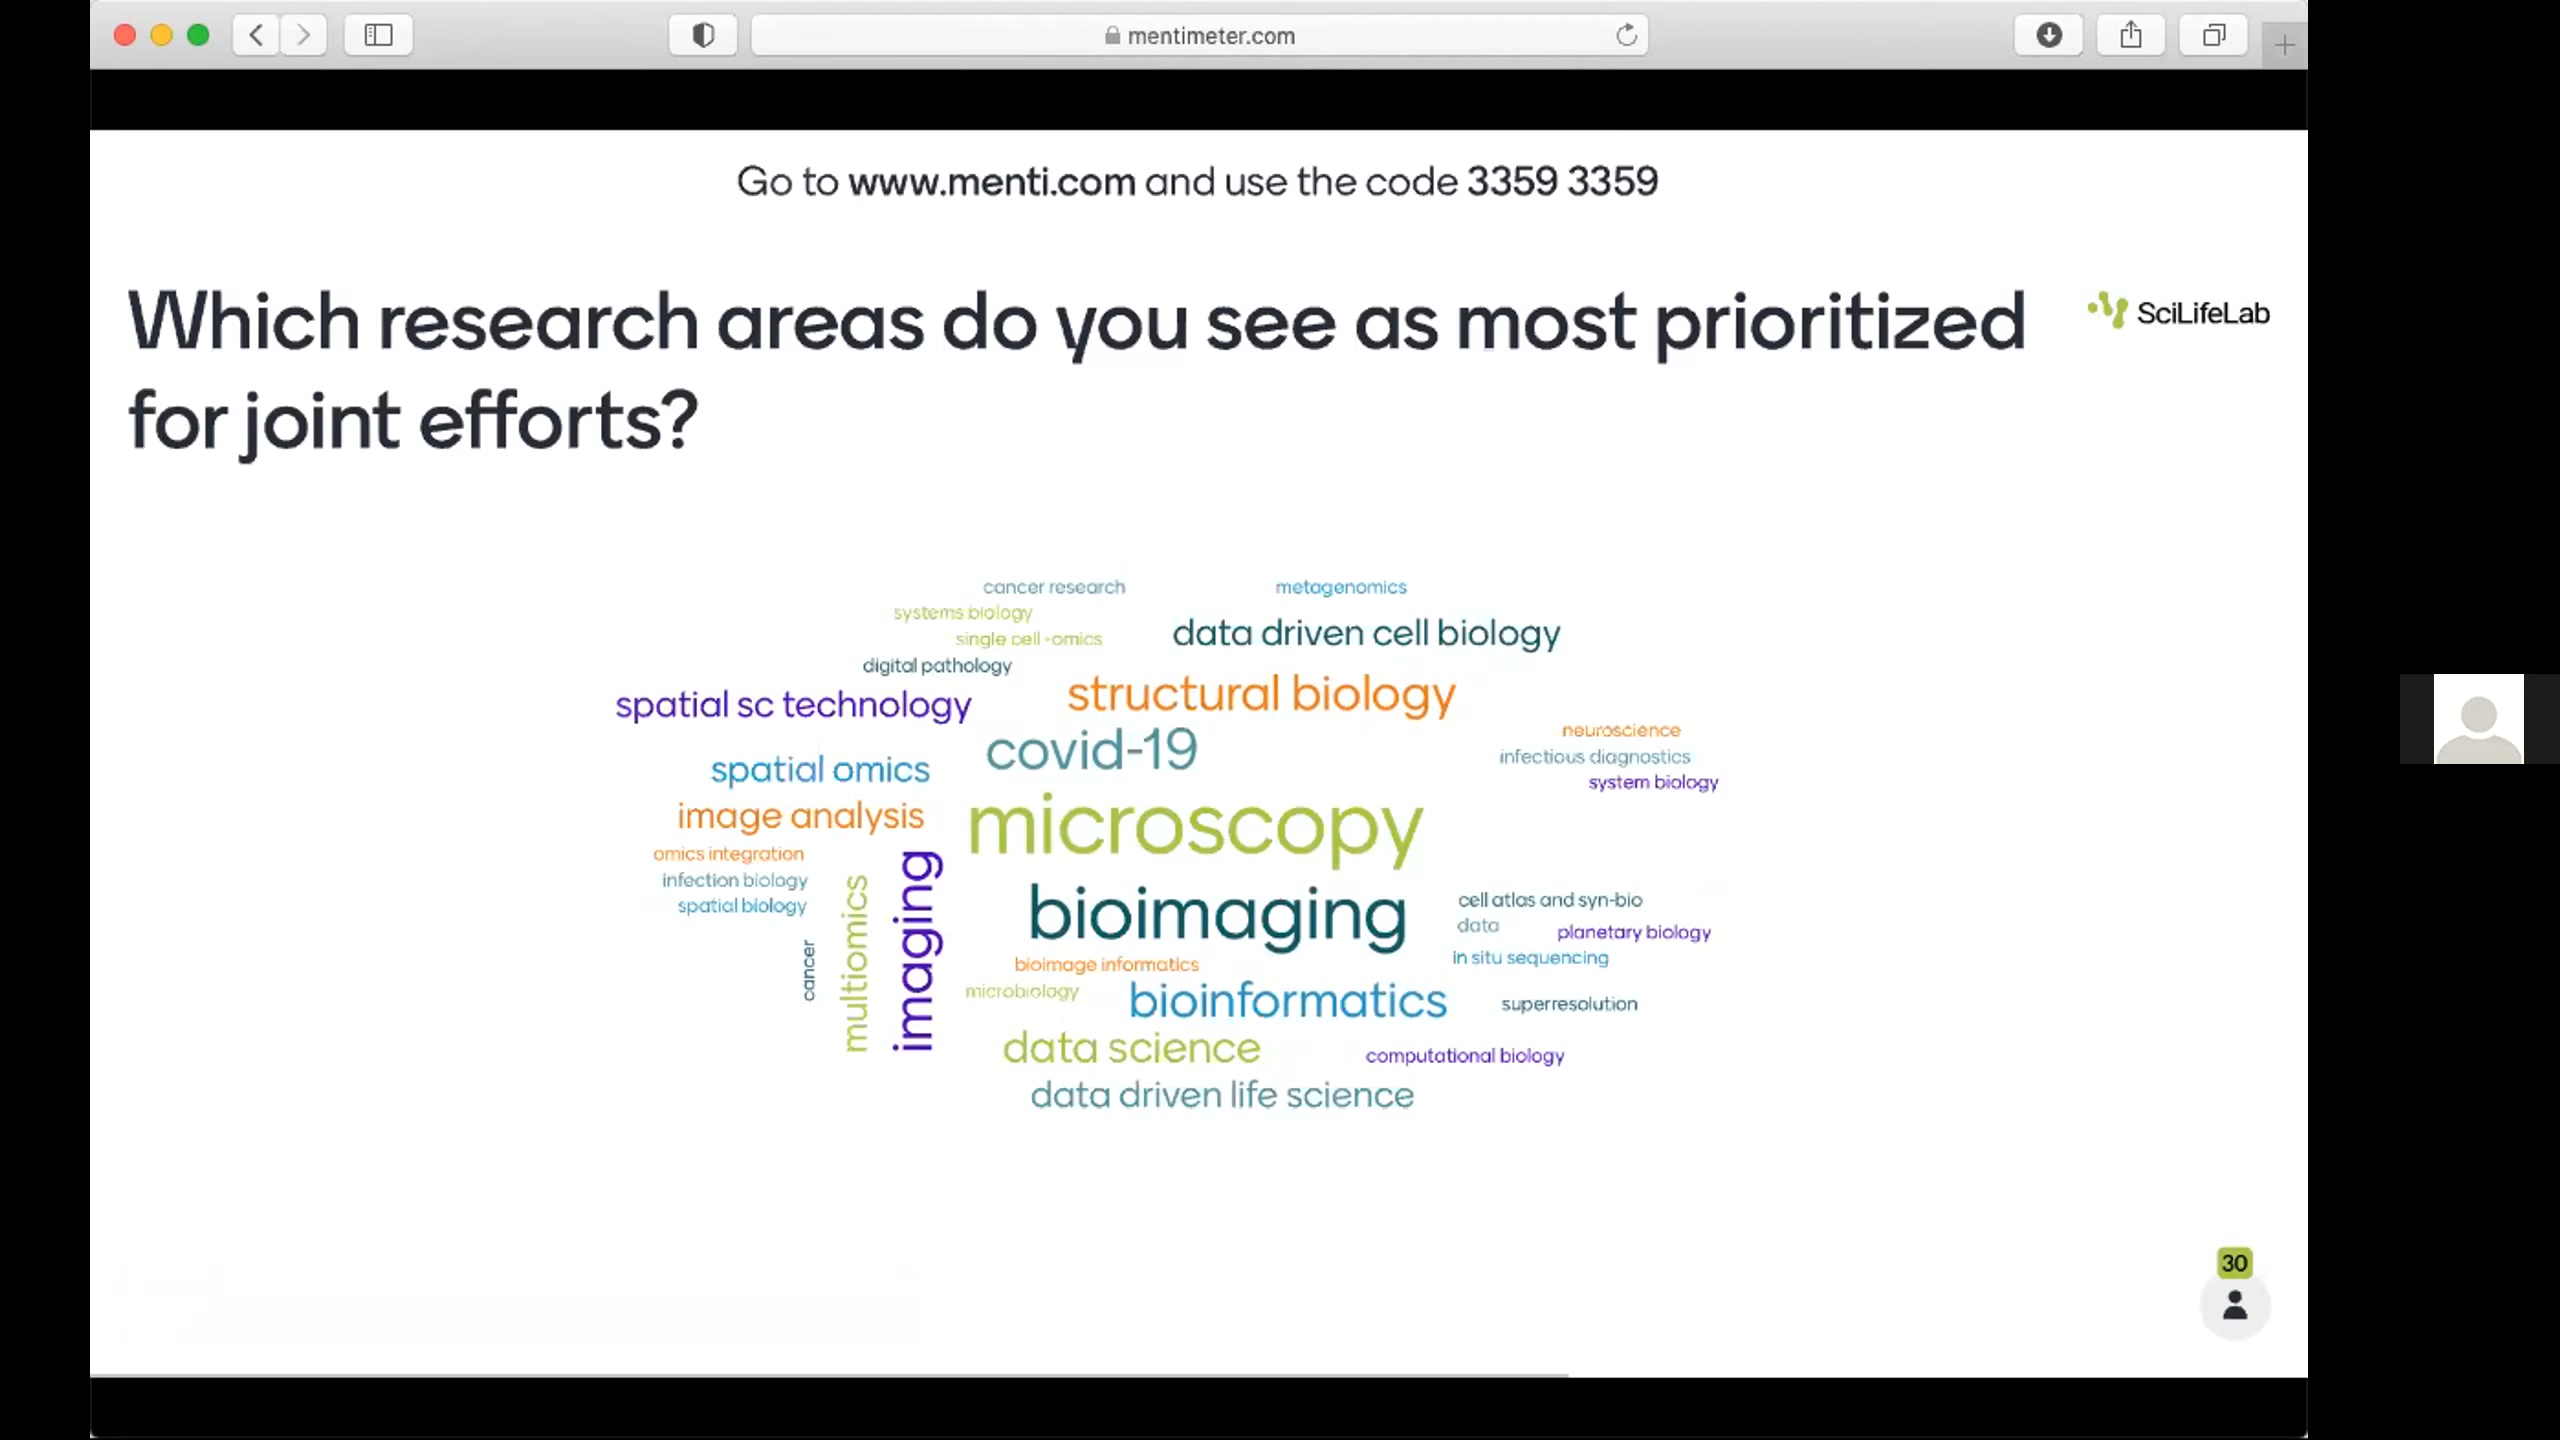 mentimeter.com
Go to www.menti.com and use the code 3359 3359
Which research areas do you see as most prioritized
for joint efforts?
SciLifeLab
cancer research
metagenomics
systems biology
data driven cell biology
single cell -omics
digital pathology
structural biology
spatial sc technology
neuroscience
covid-19
infectious diagnostics
spatial omics
system biology
image analysis
microscopy
omics integration
infection biology
spatial biology
cancer
multiomics
imaging
bioimaging
cell atlas and syn-bio
data
planetary biology
in situ sequencing
bioimage informatics
microbiology
bioinformatics
superresolution
data science
computational biology
data driven life science
30